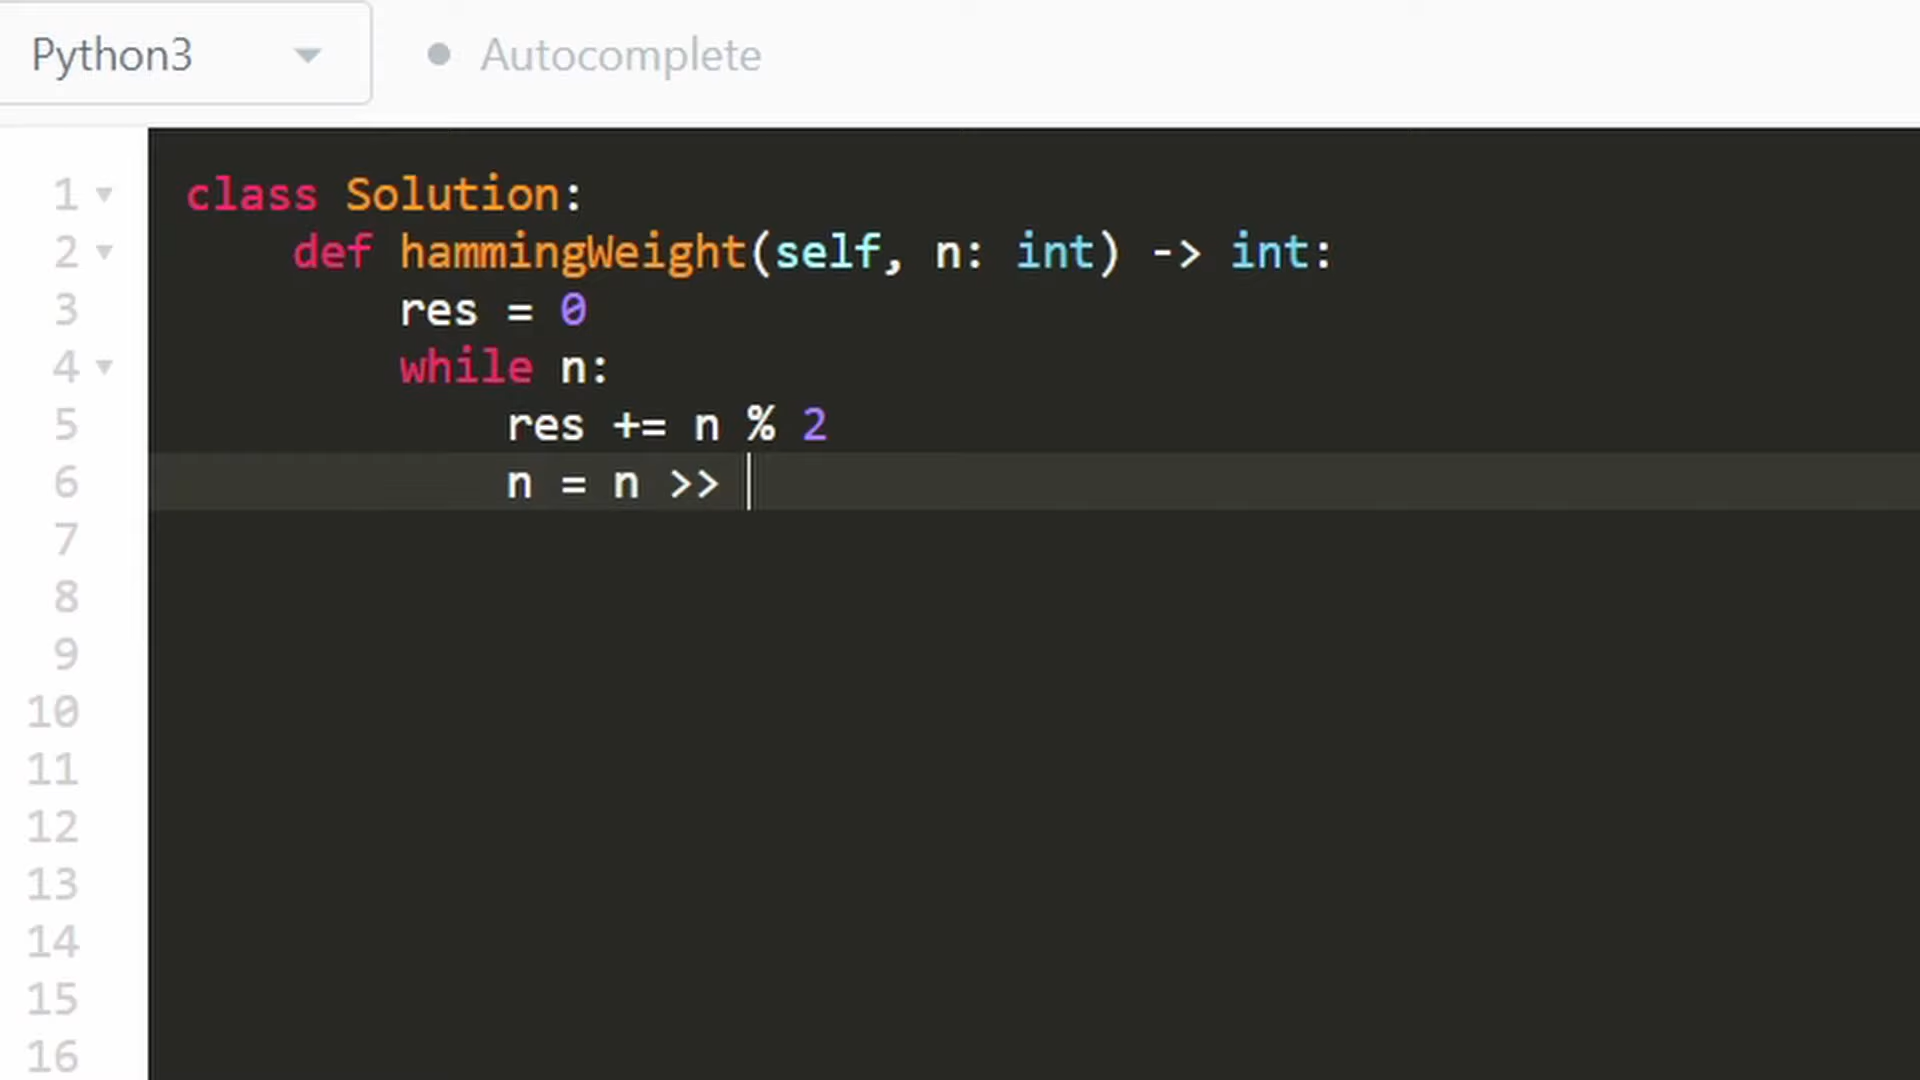 Python3
Autocomplete
1 class Solution:
2 def hammingWeight(self, n: int) -> int:
3 res = 0
4 while n:
5 res += n % 2
6 n = n >>
7
8
9
10
11
12
13
14
15
16